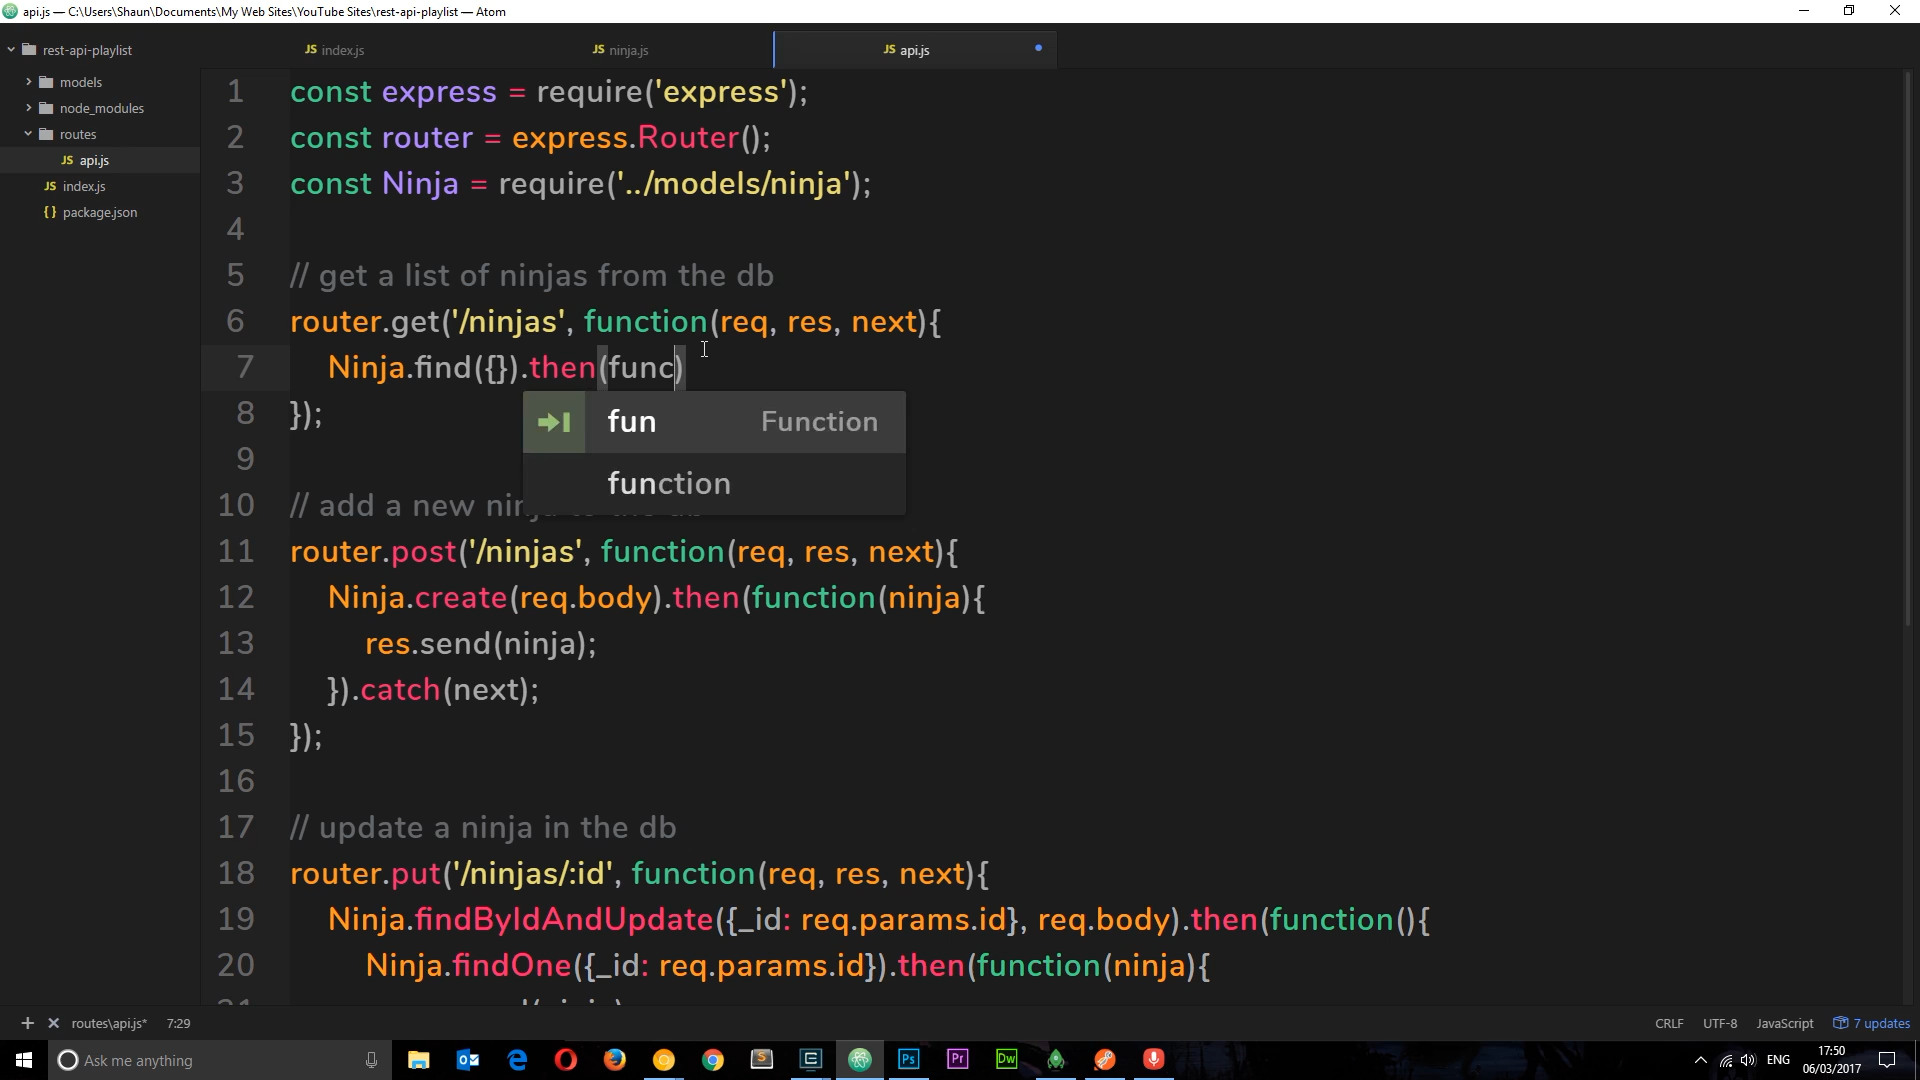 api.js — C:\Users\Shaun\Documents\My Web Sites\YouTube Sites\rest-api-playlist — Atom
rest-api-playlist
models
node_modules
routes
JS api.js
JS index.js
{} package.json
JS index.js
JS ninja.js
JS api.js
1 const express = require('express');
2 const router = express.Router();
3 const Ninja = require('../models/ninja');
4
5 // get a list of ninjas from the db
6 router.get('/ninjas', function(req, res, next){
7 Ninja.find({}).then(func)
fun Function
function
8 });
9
10 // add a new
11 router.post('/ninjas', function(req, res, next){
12 Ninja.create(req.body).then(function(ninja){
13 res.send(ninja);
14 }).catch(next);
15 });
16
17 // update a ninja in the db
18 router.put('/ninjas/:id', function(req, res, next){
19 Ninja.findByIdAndUpdate({_id: req.params.id}, req.body).then(function(){
20 Ninja.findOne({_id: req.params.id}).then(function(ninja){
routes\api.js* 7:29
CRLF UTF-8 JavaScript 7 updates
Ask me anything
Ps Pr Dw
ENG
17:50
06/03/2017